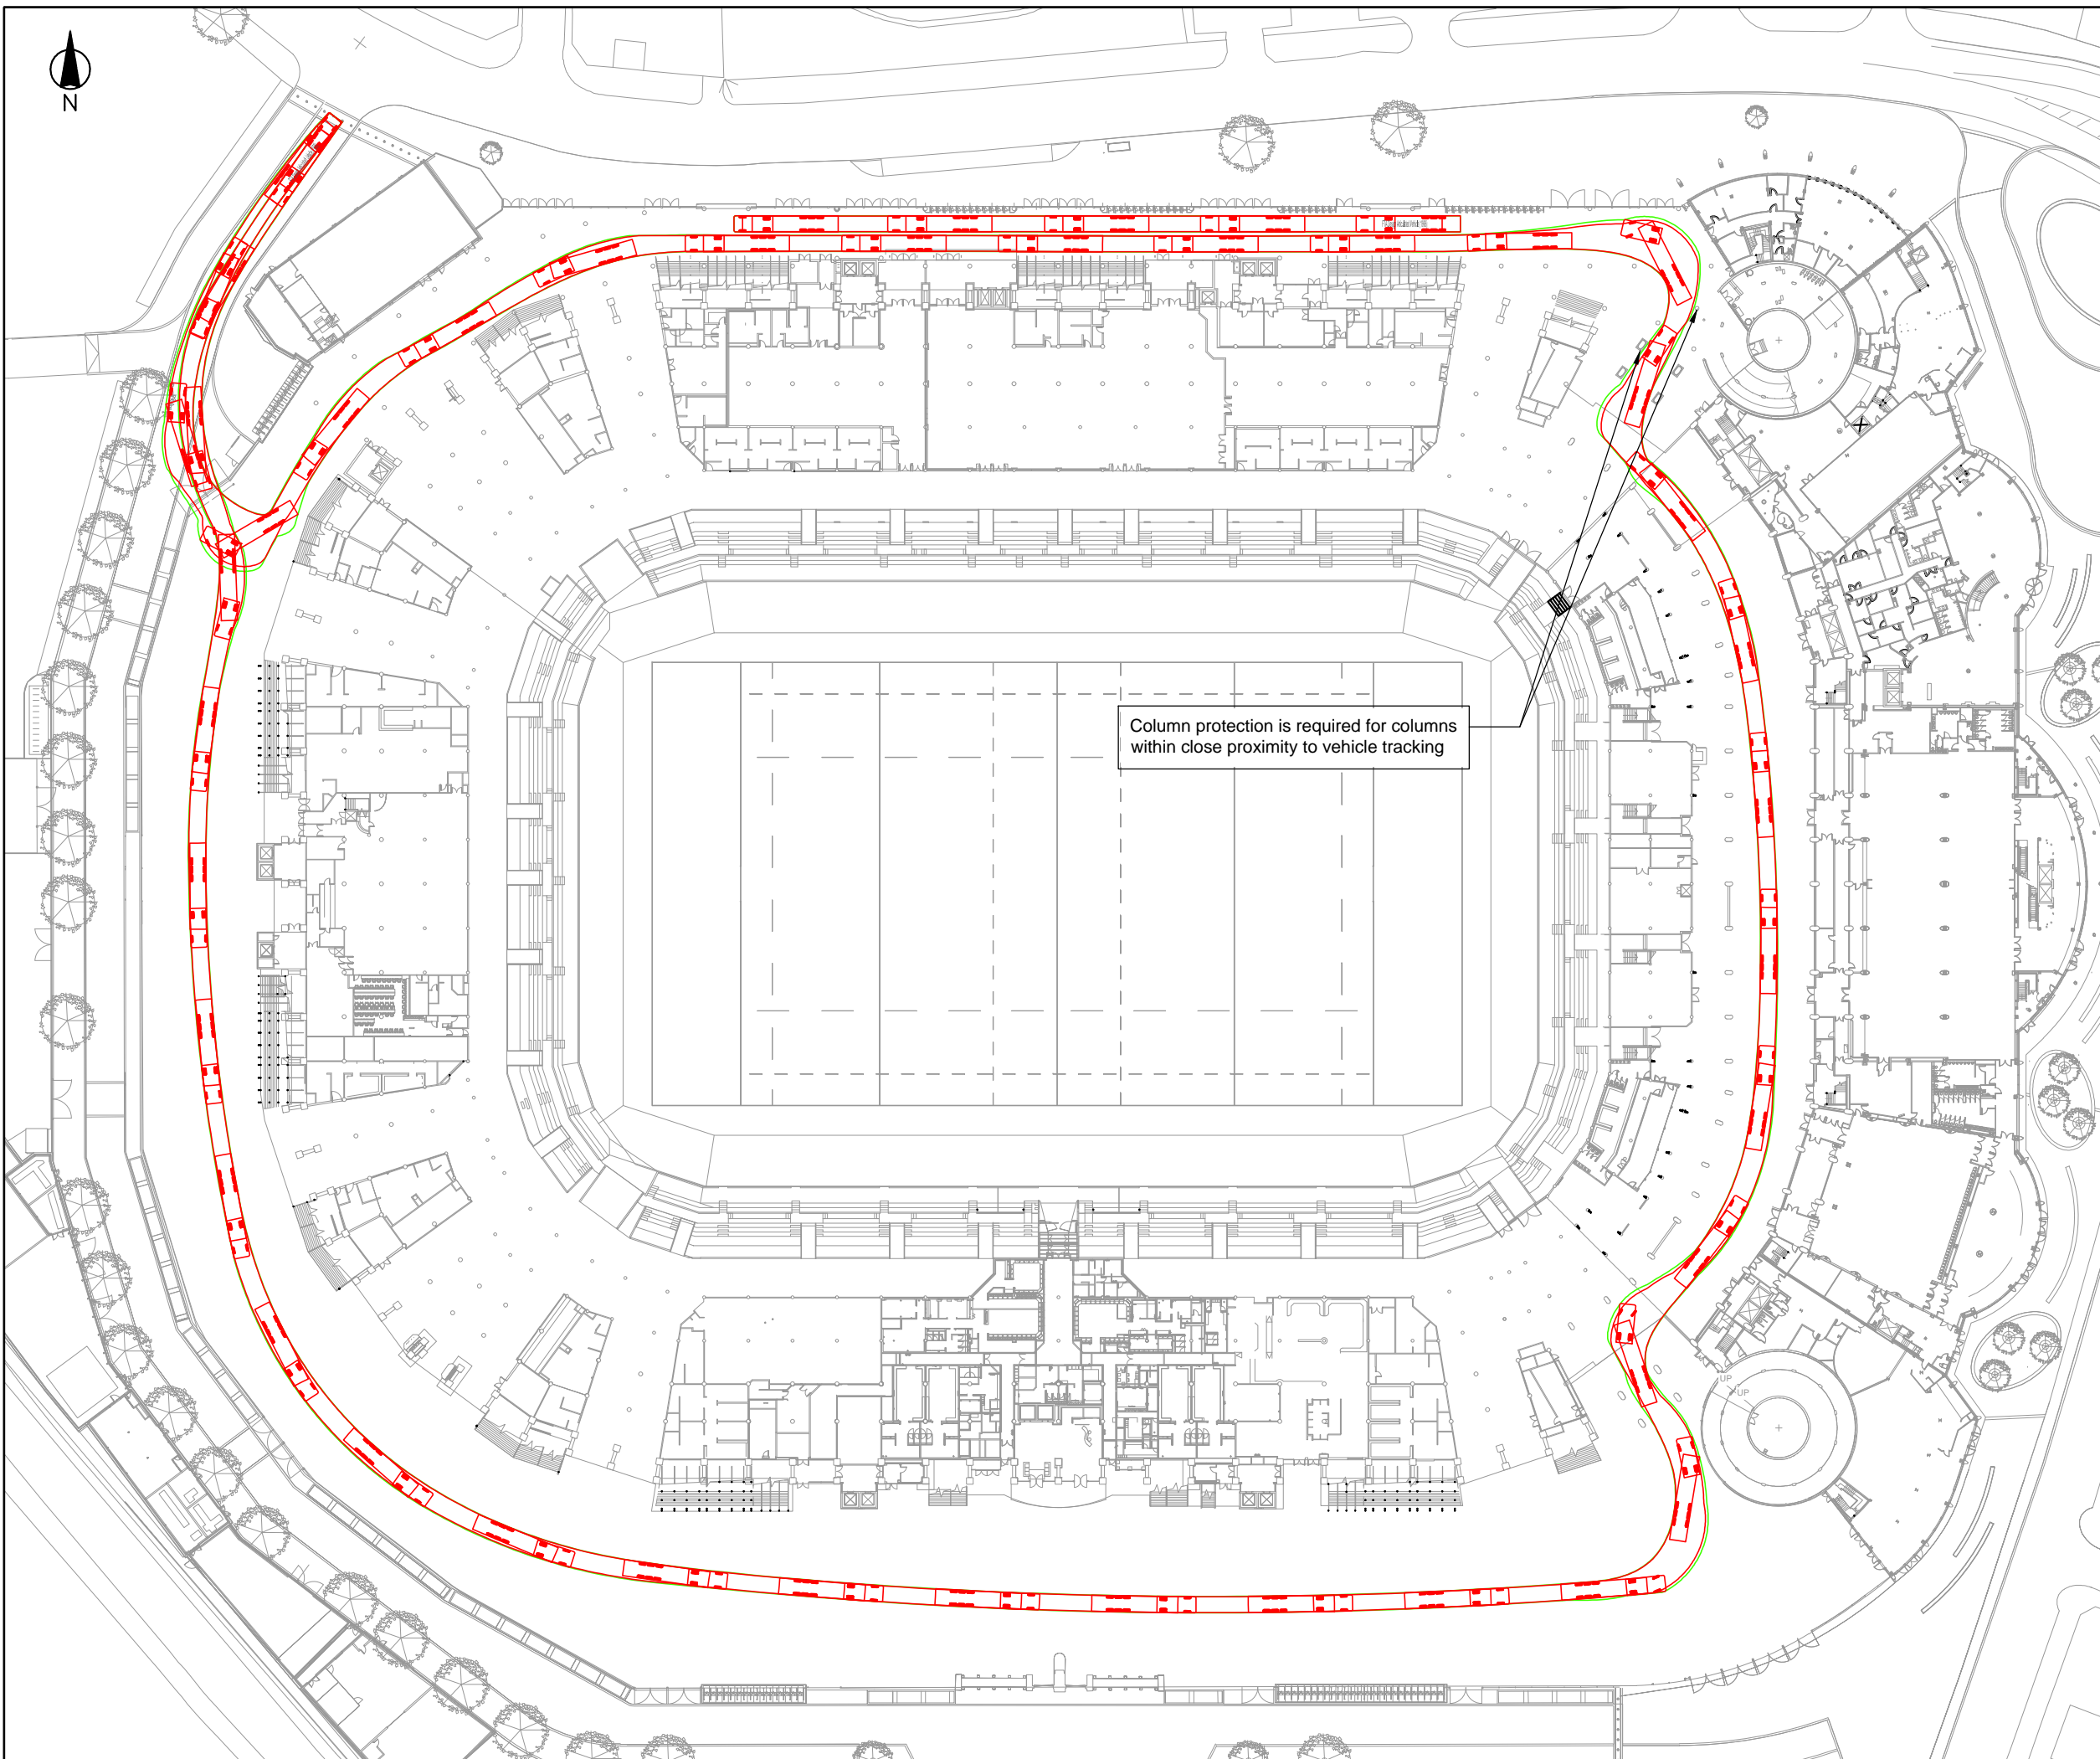 N
Column protection is required for columns
within close proximity to vehicle tracking
UP
UP